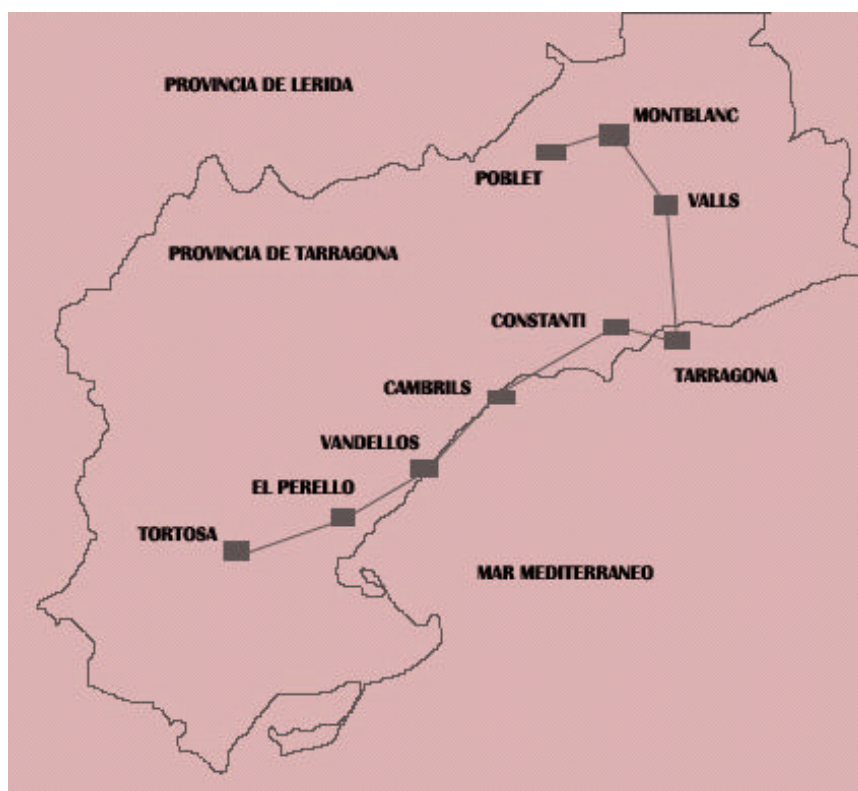 PROVINCIA DE LERIDA
MONTBLANC
POBLET
VALLS
PROVINCIA DE TARRAGONA
CONSTANTI
TARRAGONA
CAMBRILS
VANDELLOS
EL PERELLO
TORTOSA
MAR MEDITERRANEO